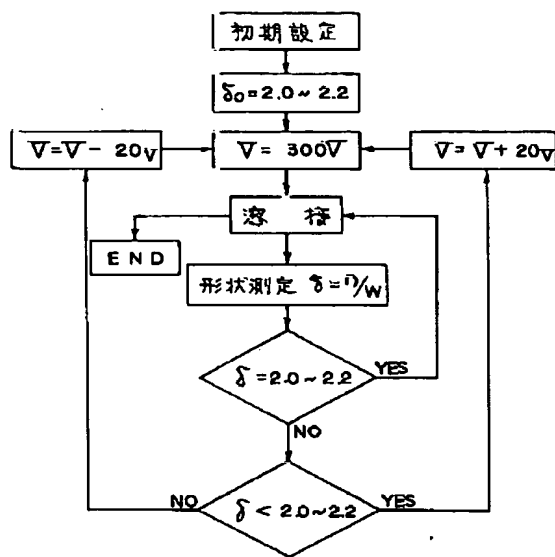 初期設定
δ0=2.0~2.2
V=V-20V
V=300V
V=V+20V
溶接
END
形状測定 δ=D/W
δ=2.0~2.2
YES
NO
NO
δ<2.0~2.2
YES